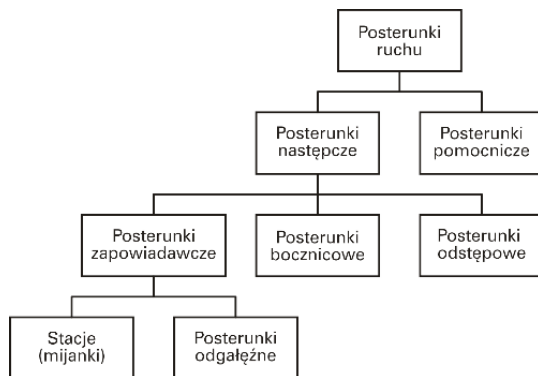 Posterunki
ruchu
Posterunki
następcze
Posterunki
pomocnicze
Posterunki
zapowiadawcze
Posterunki
bocznicowe
Posterunki
odstępowe
Stacje
(mijanki)
Posterunki
odgałęźne